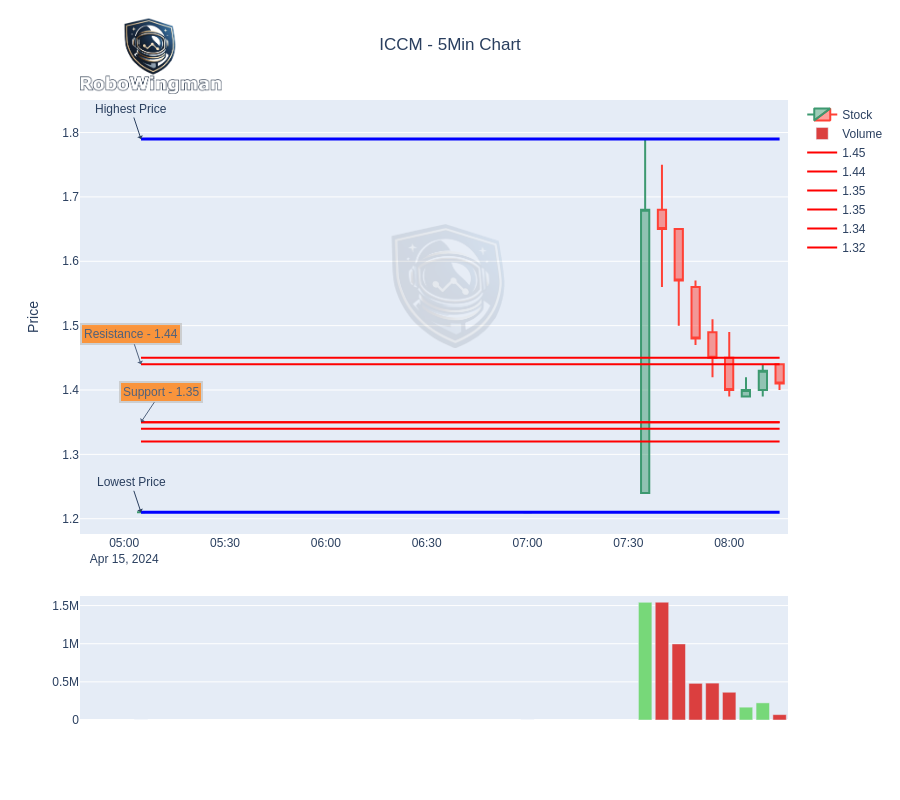 RoboWingman
ICCM - 5Min Chart
Highest Price
1.8
1.7
1.6
1.5
1.4
1.3
1.2
Price
Resistance - 1.44
Support - 1.35
Lowest Price
05:00
05:30
06:00
06:30
07:00
07:30
08:00
Apr 15, 2024
Stock
Volume
1.45
1.44
1.35
1.35
1.34
1.32
1.5M
1M
0.5M
0